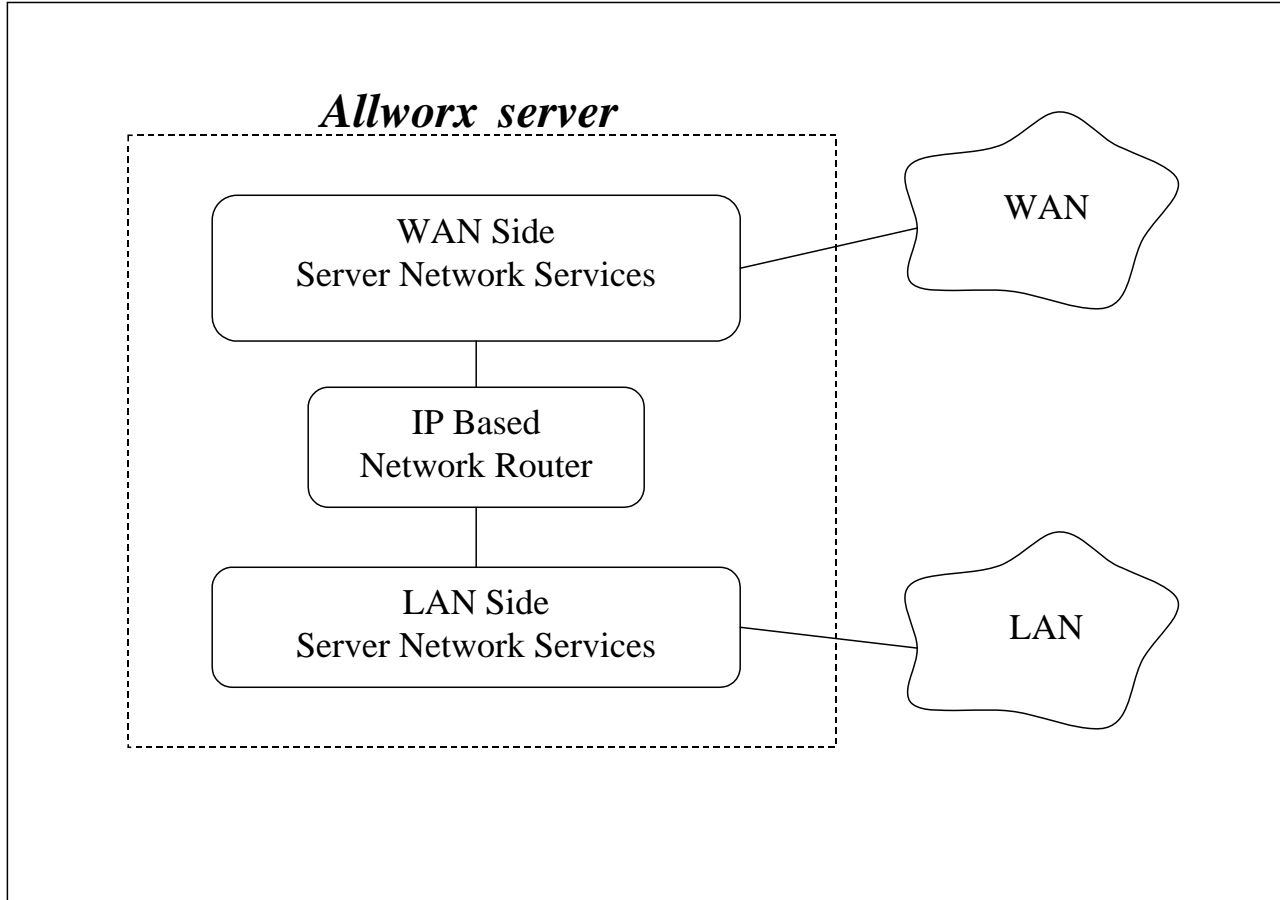 Allworx server
WAN Side
Server Network Services
WAN
IP Based
Network Router
LAN Side
Server Network Services
LAN